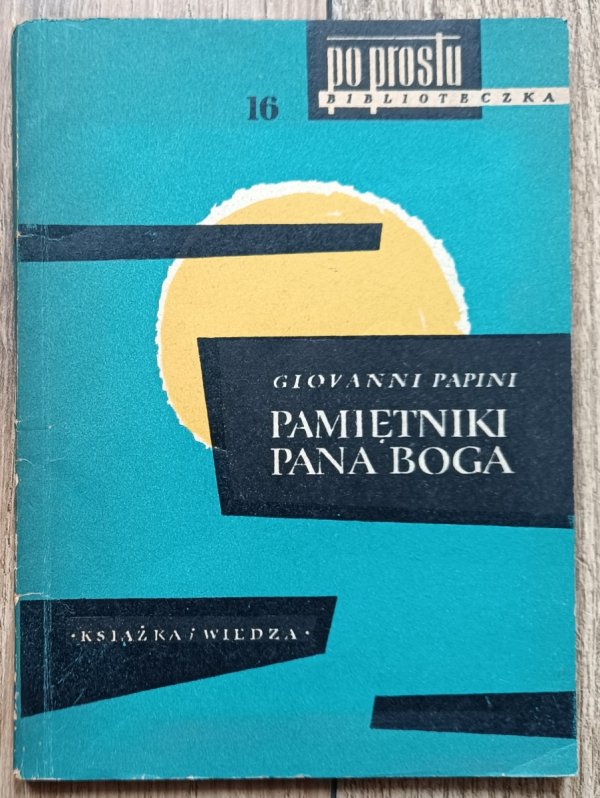 po prostu
BIBLIOTECZKA
16
GIOVANNI PAPINI
PAMIĘTNIKI
PANA BOGA
· KSIĄŻKA i WIEDZA ·